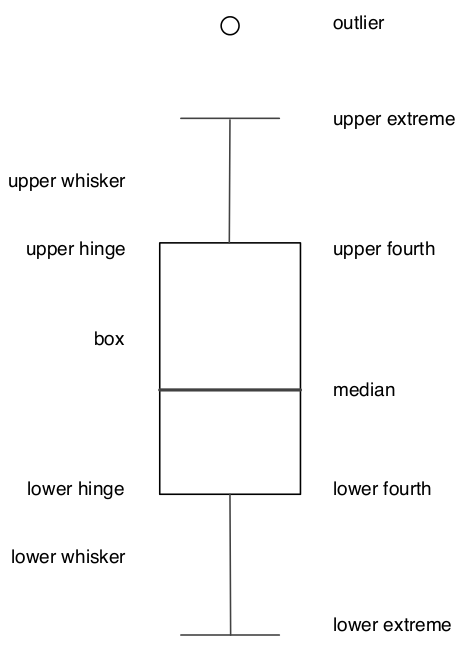 outlier
upper extreme
upper whisker
upper hinge
upper fourth
box
median
lower hinge
lower fourth
lower whisker
lower extreme